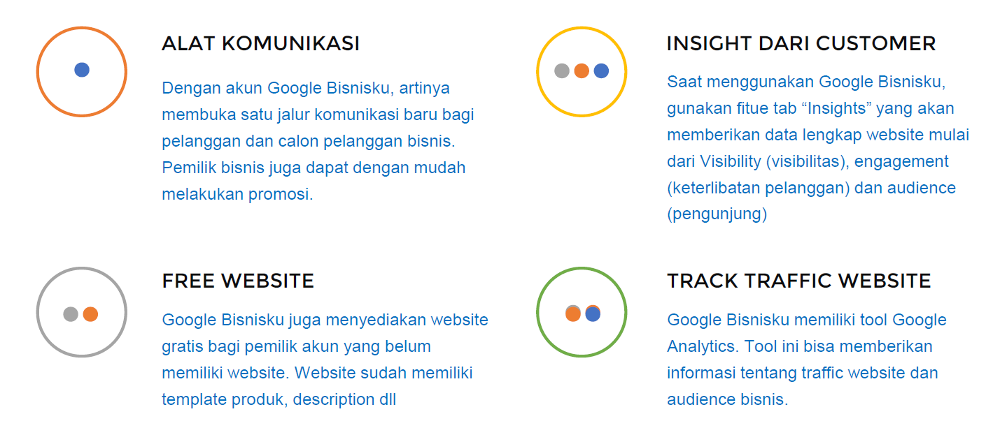 ALAT KOMUNIKASI
Dengan akun Google Bisnisku, artinya
membuka satu jalur komunikasi baru bagi
pelanggan dan calon pelanggan bisnis.
Pemilik bisnis juga dapat dengan mudah
melakukan promosi.
INSIGHT DARI CUSTOMER
Saat menggunakan Google Bisnisku,
gunakan fitue tab “Insights” yang akan
memberikan data lengkap website mulai
dari Visibility (visibilitas), engagement
(keterlibatan pelanggan) dan audience
(pengunjung)
FREE WEBSITE
Google Bisnisku juga menyediakan website
gratis bagi pemilik akun yang belum
memiliki website. Website sudah memiliki
template produk, description dll
TRACK TRAFFIC WEBSITE
Google Bisnisku memiliki tool Google
Analytics. Tool ini bisa memberikan
informasi tentang traffic website dan
audience bisnis.